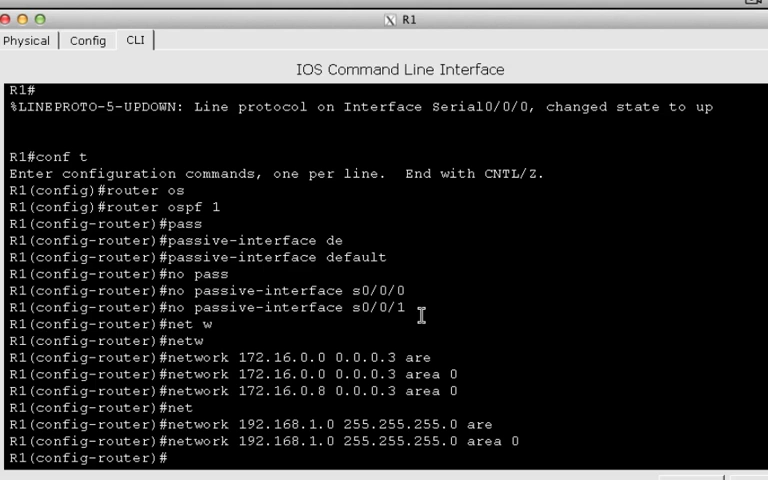 R1
Physical Config CLI
IOS Command Line Interface
R1#
%LINEPROTO-5-UPDOWN: Line protocol on Interface Serial0/0/0, changed state to up
R1#conf t
Enter configuration commands, one per line.  End with CNTL/Z.
R1(config)#router os
R1(config)#router ospf 1
R1(config-router)#pass
R1(config-router)#passive-interface de
R1(config-router)#passive-interface default
R1(config-router)#no pass
R1(config-router)#no passive-interface s0/0/0
R1(config-router)#no passive-interface s0/0/1
R1(config-router)#net w
R1(config-router)#netw
R1(config-router)#network 172.16.0.0 0.0.0.3 are
R1(config-router)#network 172.16.0.0 0.0.0.3 area 0
R1(config-router)#network 172.16.0.8 0.0.0.3 area 0
R1(config-router)#net
R1(config-router)#network 192.168.1.0 255.255.255.0 are
R1(config-router)#network 192.168.1.0 255.255.255.0 area 0
R1(config-router)#